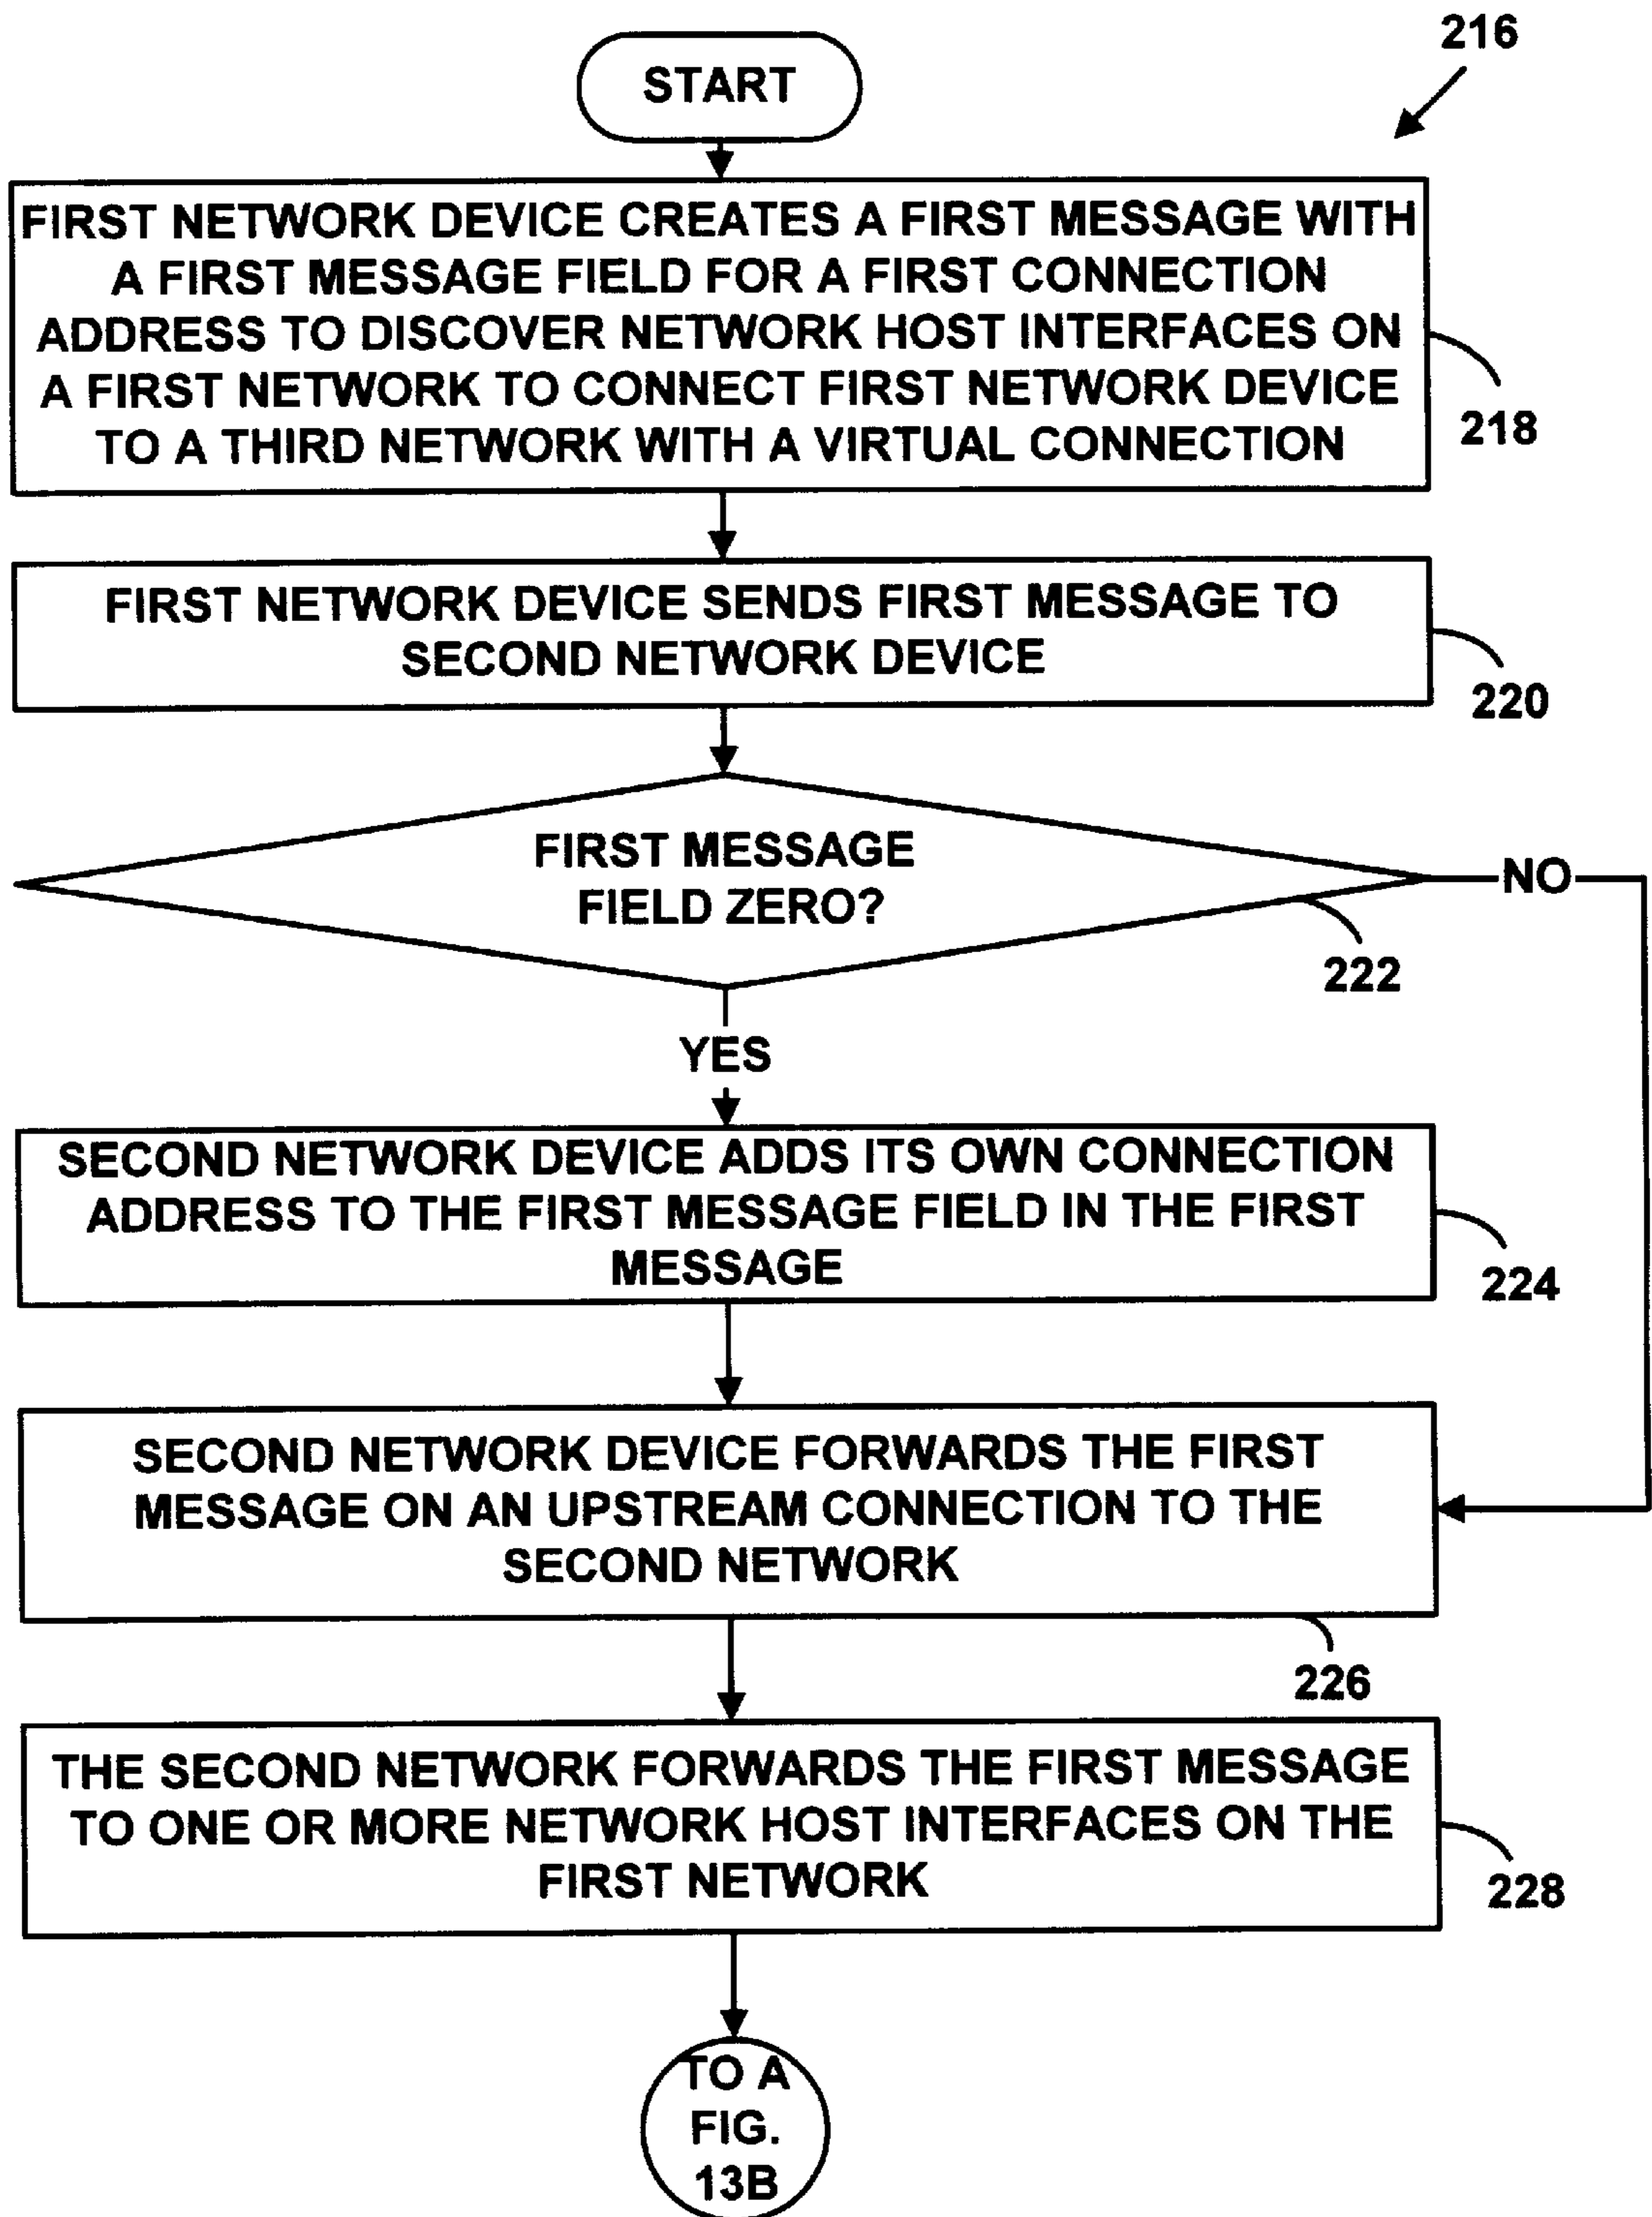 216
START
FIRST NETWORK DEVICE CREATES A FIRST MESSAGE WITH
A FIRST MESSAGE FIELD FOR A FIRST CONNECTION
ADDRESS TO DISCOVER NETWORK HOST INTERFACES ON
A FIRST NETWORK TO CONNECT FIRST NETWORK DEVICE
TO A THIRD NETWORK WITH A VIRTUAL CONNECTION
218
FIRST NETWORK DEVICE SENDS FIRST MESSAGE TO
SECOND NETWORK DEVICE
220
FIRST MESSAGE
FIELD ZERO?
NO
222
YES
SECOND NETWORK DEVICE ADDS ITS OWN CONNECTION
ADDRESS TO THE FIRST MESSAGE FIELD IN THE FIRST
MESSAGE
224
SECOND NETWORK DEVICE FORWARDS THE FIRST
MESSAGE ON AN UPSTREAM CONNECTION TO THE
SECOND NETWORK
226
THE SECOND NETWORK FORWARDS THE FIRST MESSAGE
TO ONE OR MORE NETWORK HOST INTERFACES ON THE
FIRST NETWORK
228
TO A
FIG.
13B